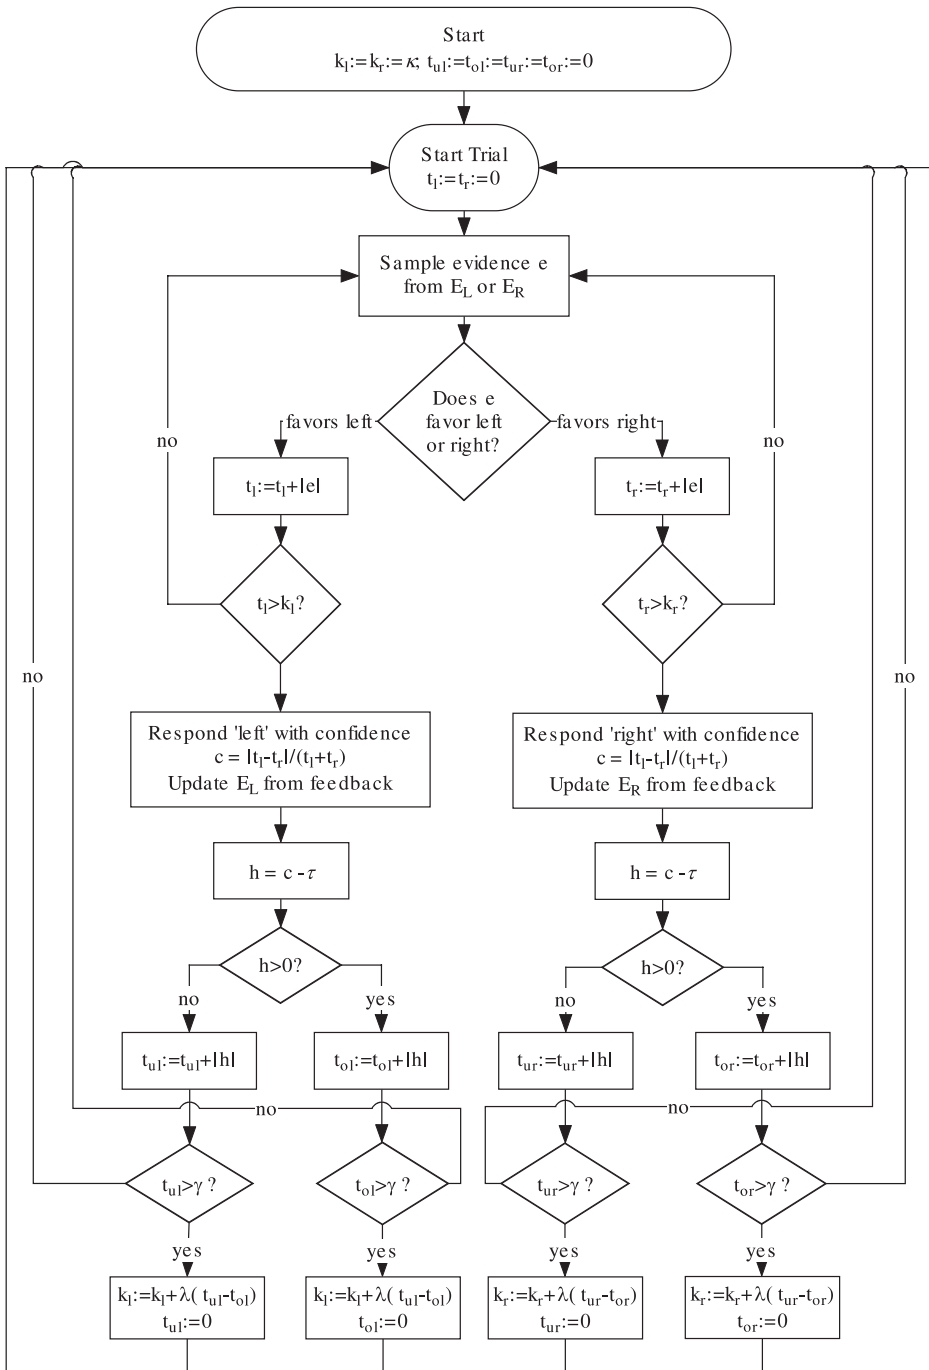 Start
k_l:=k_r:=κ; t_ul:=t_ol:=t_ur:=t_or:=0
Start Trial
t_l:=t_r:=0
Sample evidence e
from E_L or E_R
Does e
favor left
or right?
favors left
favors right
no
no
t_l:=t_l+|e|
t_r:=t_r+|e|
t_l>k_l?
t_r>k_r?
no
no
Respond 'left' with confidence
c = |t_l-t_r|/(t_l+t_r)
Update E_L from feedback
Respond 'right' with confidence
c = |t_l-t_r|/(t_l+t_r)
Update E_R from feedback
h = c - τ
h = c - τ
h>0?
h>0?
no
yes
no
yes
t_ul:=t_ul+|h|
t_ol:=t_ol+|h|
t_ur:=t_ur+|h|
t_or:=t_or+|h|
no
no
t_ul>γ ?
t_ol>γ ?
t_ur>γ ?
t_or>γ ?
yes
yes
yes
yes
k_l:=k_l+λ( t_ul-t_ol)
t_ul:=0
k_l:=k_l+λ( t_ul-t_ol)
t_ol:=0
k_r:=k_r+λ( t_ur-t_or)
t_ur:=0
k_r:=k_r+λ( t_ur-t_or)
t_or:=0